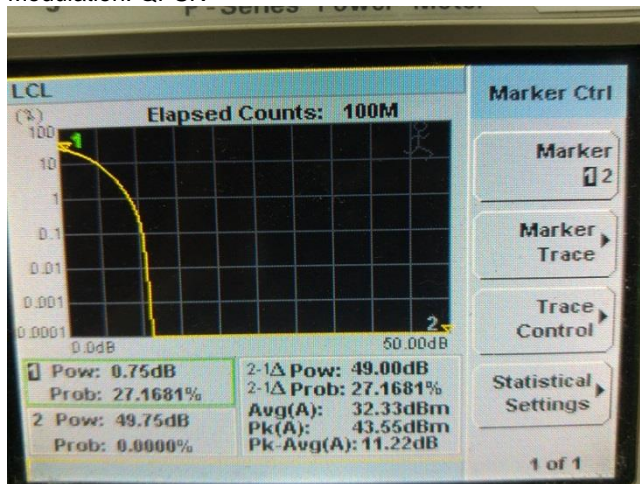 P-Series Power Meter
LCL
Marker Ctrl
(%)
Elapsed Counts: 100M
100
1
10
1
0.1
0.01
0.001
0.0001
2
0.0dB
50.00dB
Marker
1 2
Marker
Trace
Trace
Control
Statistical
Settings
1 Pow: 0.75dB
Prob: 27.1681%
2 Pow: 49.75dB
Prob: 0.0000%
2-1Δ Pow: 49.00dB
2-1Δ Prob: 27.1681%
Avg(A): 32.33dBm
Pk(A): 43.55dBm
Pk-Avg(A): 11.22dB
1 of 1